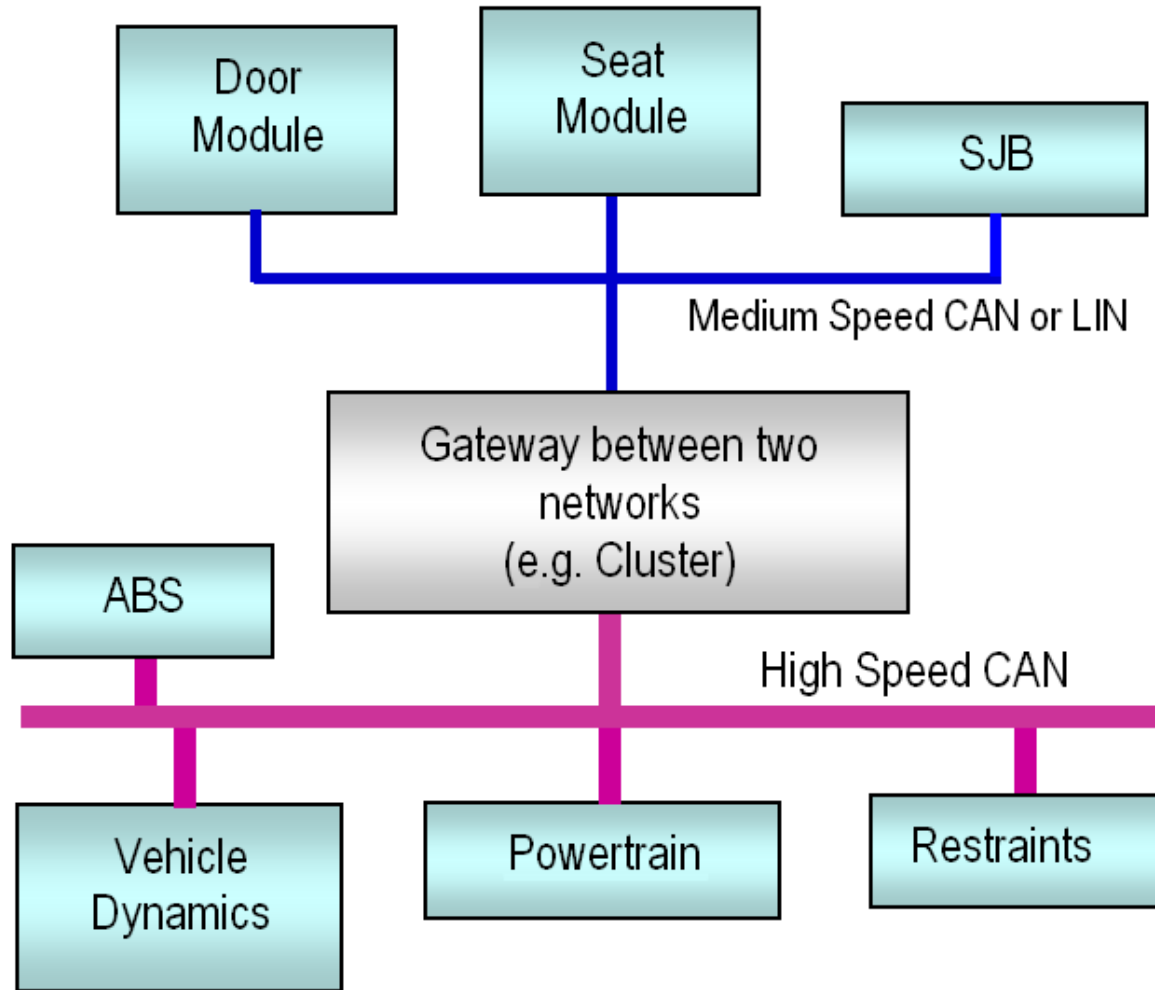 Door
Module
Seat
Module
SJB
Medium Speed CAN or LIN
Gateway between two
networks
(e.g. Cluster)
ABS
High Speed CAN
Vehicle
Dynamics
Powertrain
Restraints